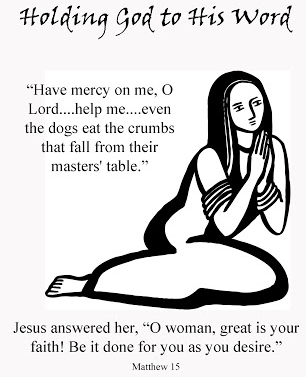 Holding God to His Word
“Have mercy on me, O
Lord....help me....even
the dogs eat the crumbs
that fall from their
masters' table.”
Jesus answered her, “O woman, great is your
faith! Be it done for you as you desire.”
Matthew 15